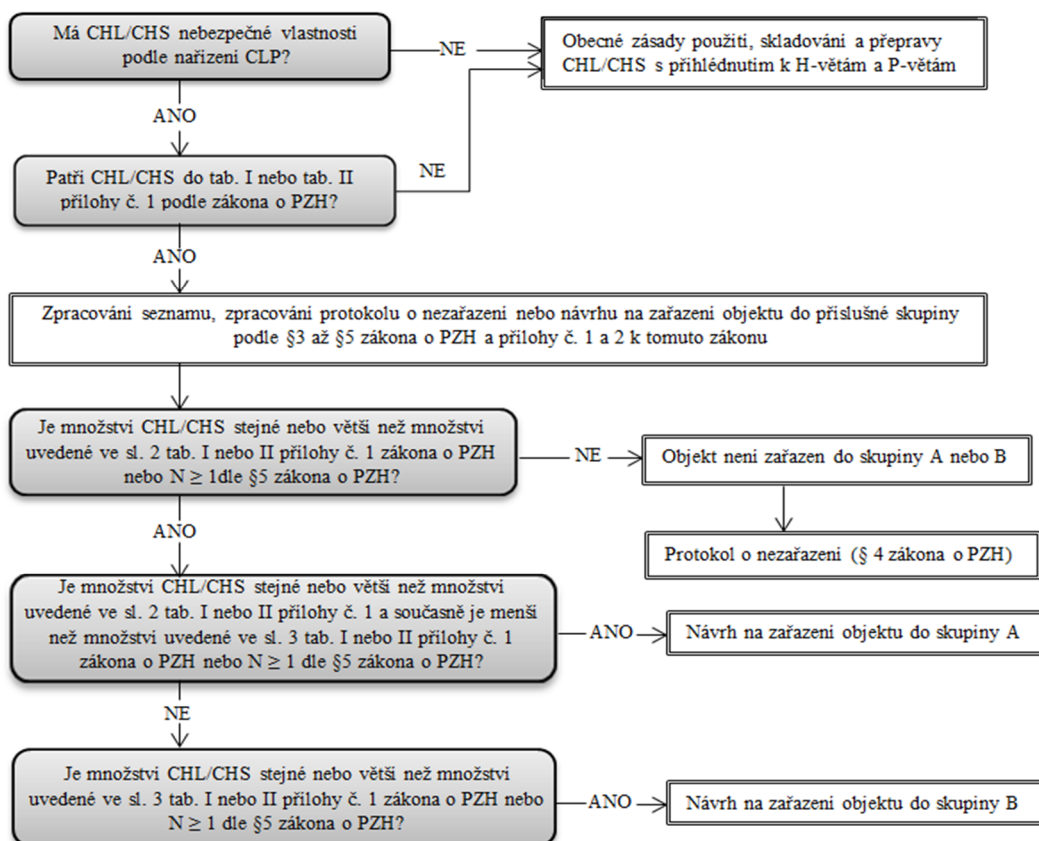 Má CHL/CHS nebezpečné vlastnosti
podle nařízení CLP?
NE
Obecné zásady použití, skladování a přepravy
CHL/CHS s přihlédnutím k H-větám a P-větám
ANO
Patří CHL/CHS do tab. I nebo tab. II
přílohy č. 1 podle zákona o PZH?
NE
ANO
Zpracování seznamu, zpracování protokolu o nezařazení nebo návrhu na zařazení objektu do příslušné skupiny
podle §3 až §5 zákona o PZH a přílohy č. 1 a 2 k tomuto zákonu
Je množství CHL/CHS stejné nebo větší než množství
uvedené ve sl. 2 tab. I nebo II přílohy č. 1 zákona o PZH
nebo N ≥ 1dle §5 zákona o PZH?
NE
Objekt není zařazen do skupiny A nebo B
ANO
Protokol o nezařazení (§ 4 zákona o PZH)
Je množství CHL/CHS stejné nebo větší než množství
uvedené ve sl. 2 tab. I nebo II přílohy č. 1 a současně je menší
než množství uvedené ve sl. 3 tab. I nebo II přílohy č. 1
zákona o PZH nebo N ≥ 1 dle §5 zákona o PZH?
ANO
Návrh na zařazení objektu do skupiny A
NE
Je množství CHL/CHS stejné nebo větší než množství
uvedené ve sl. 3 tab. I nebo II přílohy č. 1 zákona o PZH nebo
N ≥ 1 dle §5 zákona o PZH?
ANO
Návrh na zařazení objektu do skupiny B